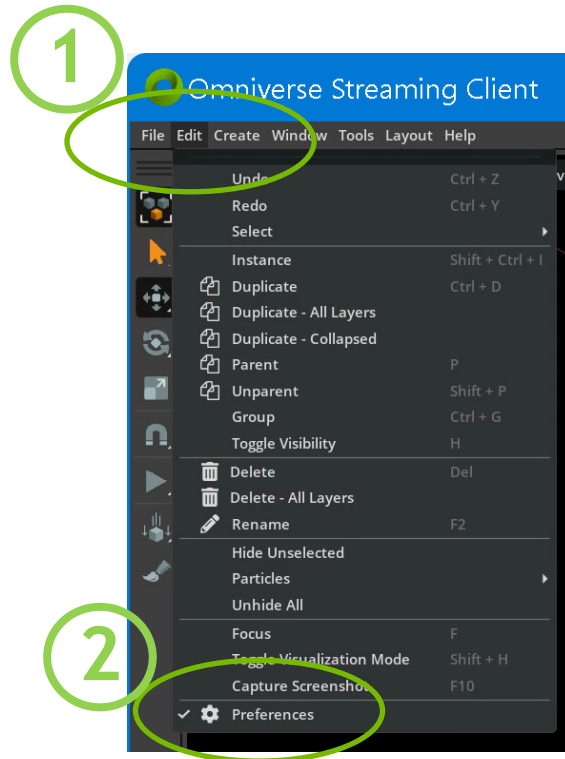 1
Omniverse Streaming Client
File Edit Create Window Tools Layout Help
Undo Ctrl + Z
Redo Ctrl + Y
Select
Instance Shift + Ctrl + I
Duplicate Ctrl + D
Duplicate - All Layers
Duplicate - Collapsed
Parent P
Unparent Shift + P
Group Ctrl + G
Toggle Visibility H
Delete Del
Delete - All Layers
Rename F2
Hide Unselected
Particles
Unhide All
Focus F
2
Toggle Visualization Mode Shift + H
Capture Screenshot F10
Preferences